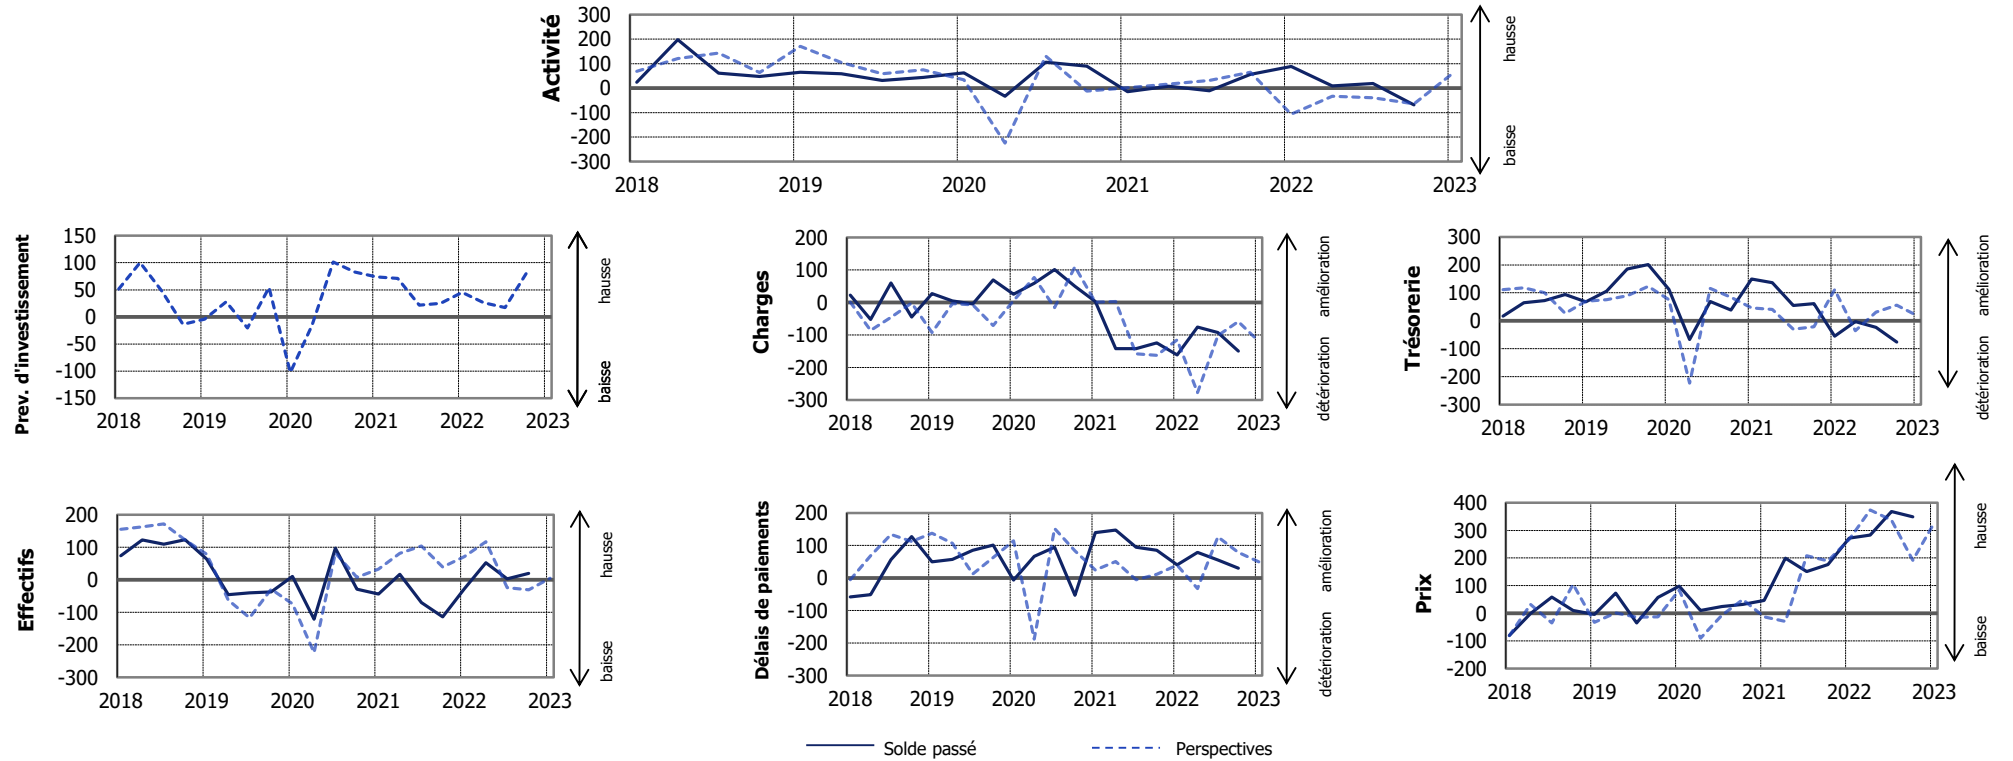 Activité
300
200
100
0
-100
-200
-300
2018 2019 2020 2021 2022 2023
hausse
baisse
Prev. d'investissement
150
100
50
0
-50
-100
-150
2018 2019 2020 2021 2022 2023
hausse
baisse
Charges
200
100
0
-100
-200
-300
2018 2019 2020 2021 2022 2023
amélioration
détérioration
Trésorerie
300
200
100
0
-100
-200
-300
2018 2019 2020 2021 2022 2023
amélioration
détérioration
Effectifs
200
100
0
-100
-200
-300
2018 2019 2020 2021 2022 2023
hausse
baisse
Délais de paiements
200
100
0
-100
-200
-300
2018 2019 2020 2021 2022 2023
amélioration
détérioration
Prix
400
300
200
100
0
-100
-200
2018 2019 2020 2021 2022 2023
hausse
baisse
Solde passé Perspectives